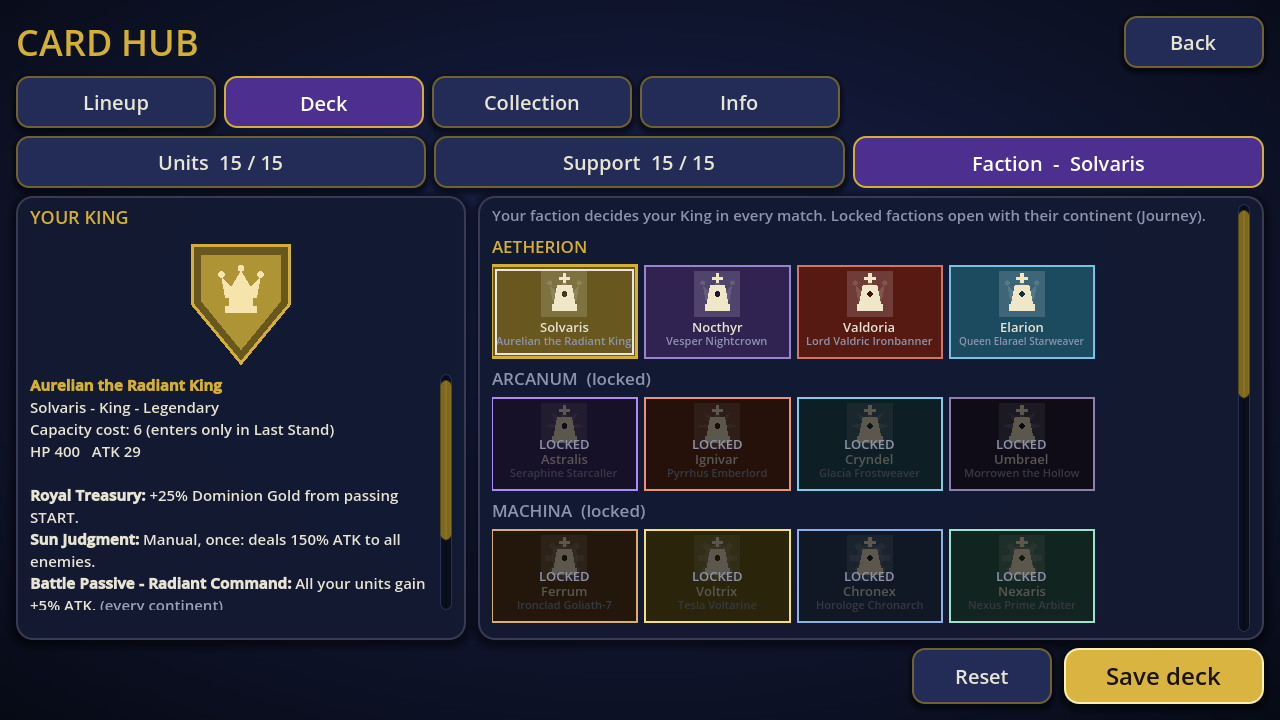 CARD HUB
Back
Lineup
Deck
Collection
Info
Units 15 / 15
Support 15 / 15
Faction - Solvaris
YOUR KING
Aurelian the Radiant King
Solvaris - King - Legendary
Capacity cost: 6 (enters only in Last Stand)
HP 400 ATK 29
Royal Treasury: +25% Dominion Gold from passing
START.
Sun Judgment: Manual, once: deals 150% ATK to all
enemies.
Battle Passive - Radiant Command: All your units gain
+5% ATK. (every continent)
Your faction decides your King in every match. Locked factions open with their continent (Journey).
AETHERION
Solvaris
Aurelian the Radiant King
Nocthyr
Vesper Nightcrown
Valdoria
Lord Valdric Ironbanner
Elarion
Queen Elarael Starweaver
ARCANUM (locked)
LOCKED
Astralis
Seraphine Starcaller
LOCKED
Ignivar
Pyrrhus Emberlord
LOCKED
Cryndel
Glacia Frostweaver
LOCKED
Umbrael
Morrowen the Hollow
MACHINA (locked)
LOCKED
Ferrum
Ironclad Goliath-7
LOCKED
Voltrix
Tesla Voltarine
LOCKED
Chronex
Horologe Chronarch
LOCKED
Nexaris
Nexus Prime Arbiter
Reset
Save deck